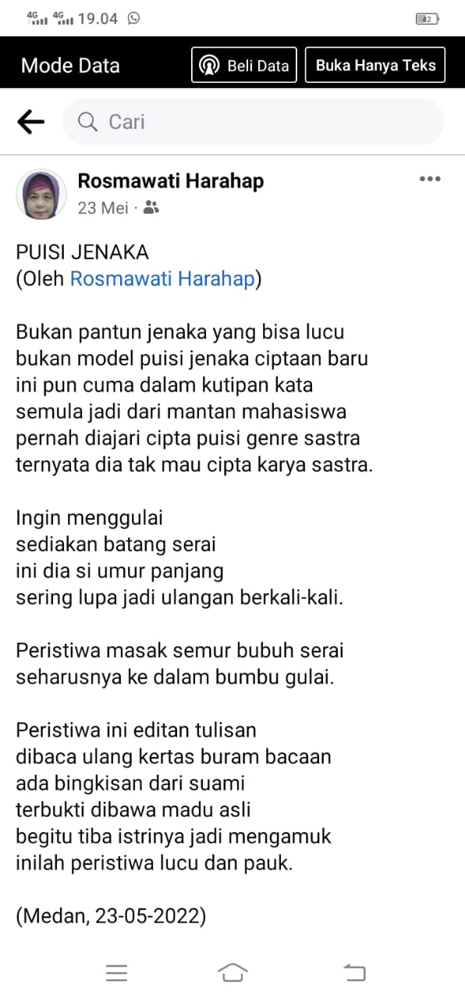 4G 4G 19.04 42
Mode Data Beli Data Buka Hanya Teks
Cari
Rosmawati Harahap
23 Mei ·
PUISI JENAKA
(Oleh Rosmawati Harahap)
Bukan pantun jenaka yang bisa lucu
bukan model puisi jenaka ciptaan baru
ini pun cuma dalam kutipan kata
semula jadi dari mantan mahasiswa
pernah diajari cipta puisi genre sastra
ternyata dia tak mau cipta karya sastra.
Ingin menggulai
sediakan batang serai
ini dia si umur panjang
sering lupa jadi ulangan berkali-kali.
Peristiwa masak semur bubuh serai
seharusnya ke dalam bumbu gulai.
Peristiwa ini editan tulisan
dibaca ulang kertas buram bacaan
ada bingkisan dari suami
terbukti dibawa madu asli
begitu tiba istrinya jadi mengamuk
inilah peristiwa lucu dan pauk.
(Medan, 23-05-2022)